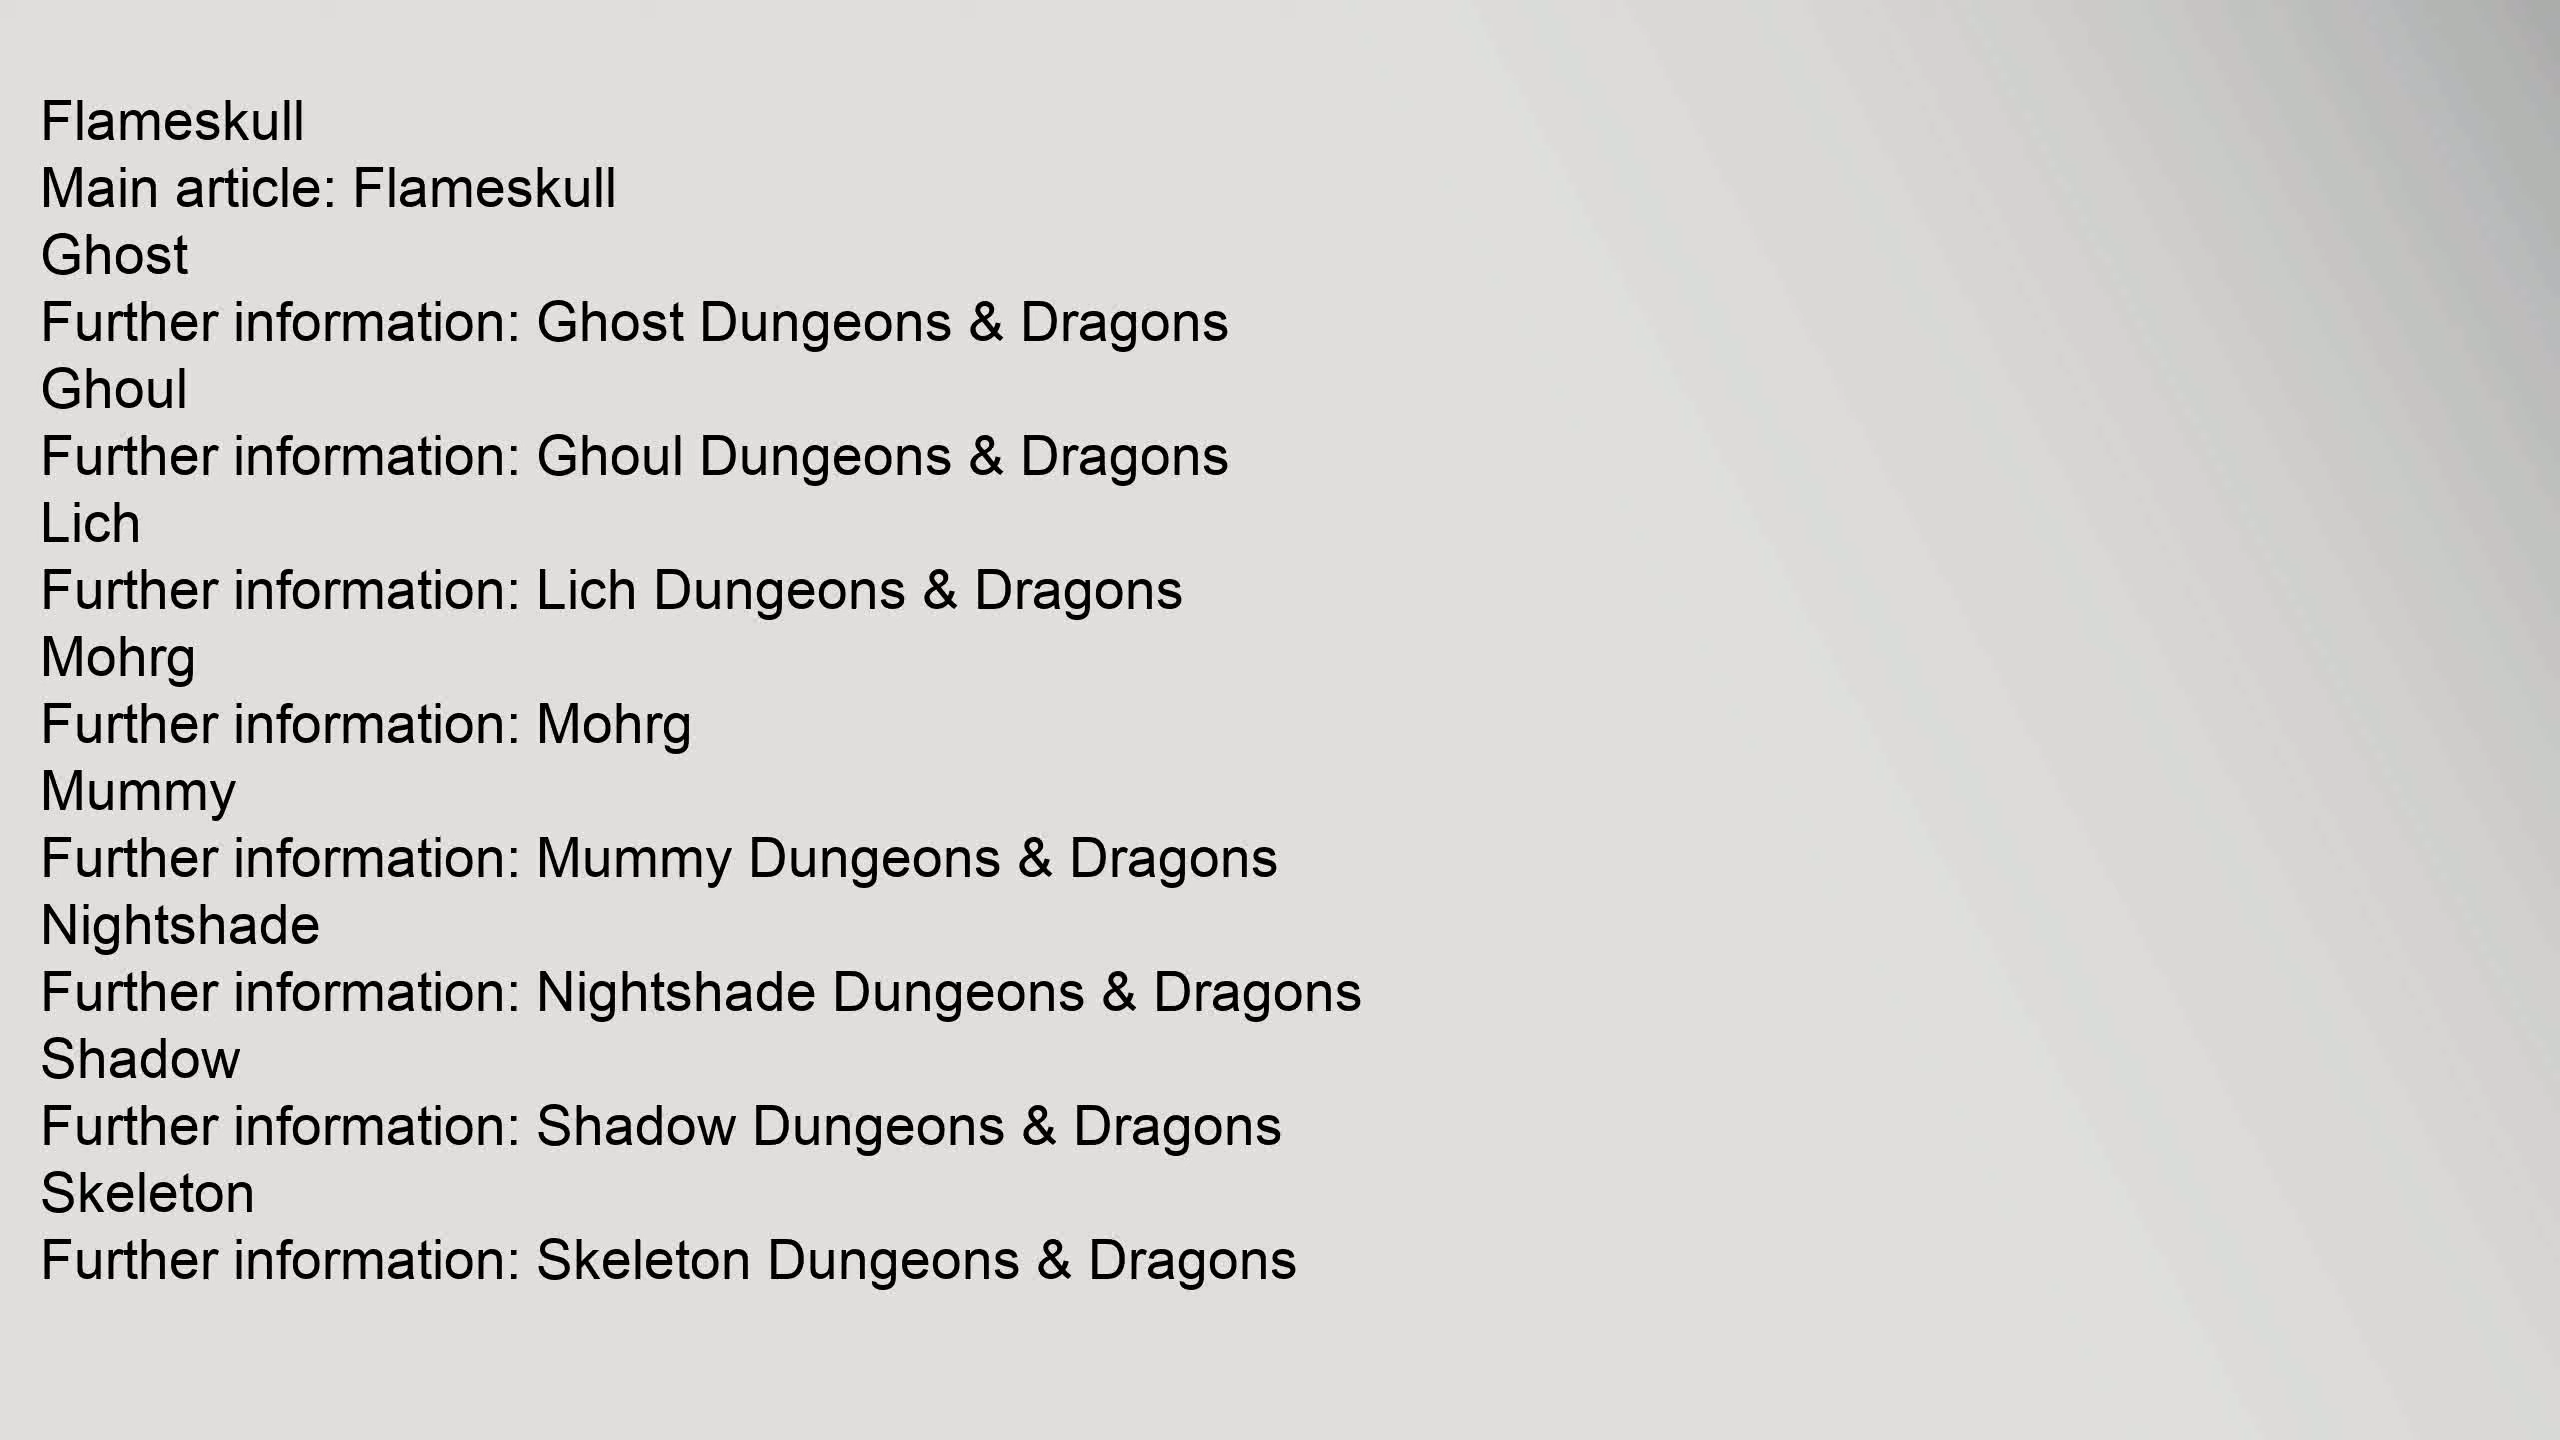 Flameskull
Main article: Flameskull
Ghost
Further information: Ghost Dungeons & Dragons
Ghoul
Further information: Ghoul Dungeons & Dragons
Lich
Further information: Lich Dungeons & Dragons
Mohrg
Further information: Mohrg
Mummy
Further information: Mummy Dungeons & Dragons
Nightshade
Further information: Nightshade Dungeons & Dragons
Shadow
Further information: Shadow Dungeons & Dragons
Skeleton
Further information: Skeleton Dungeons & Dragons